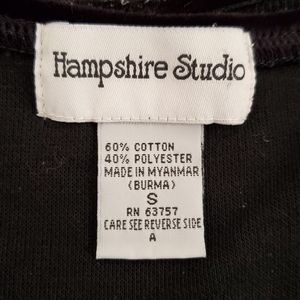 Hampshire Studio
60% COTTON
40% POLYESTER
MADE IN MYANMAR
(BURMA)
S
RN 63757
CARE SEE REVERSE SIDE
A